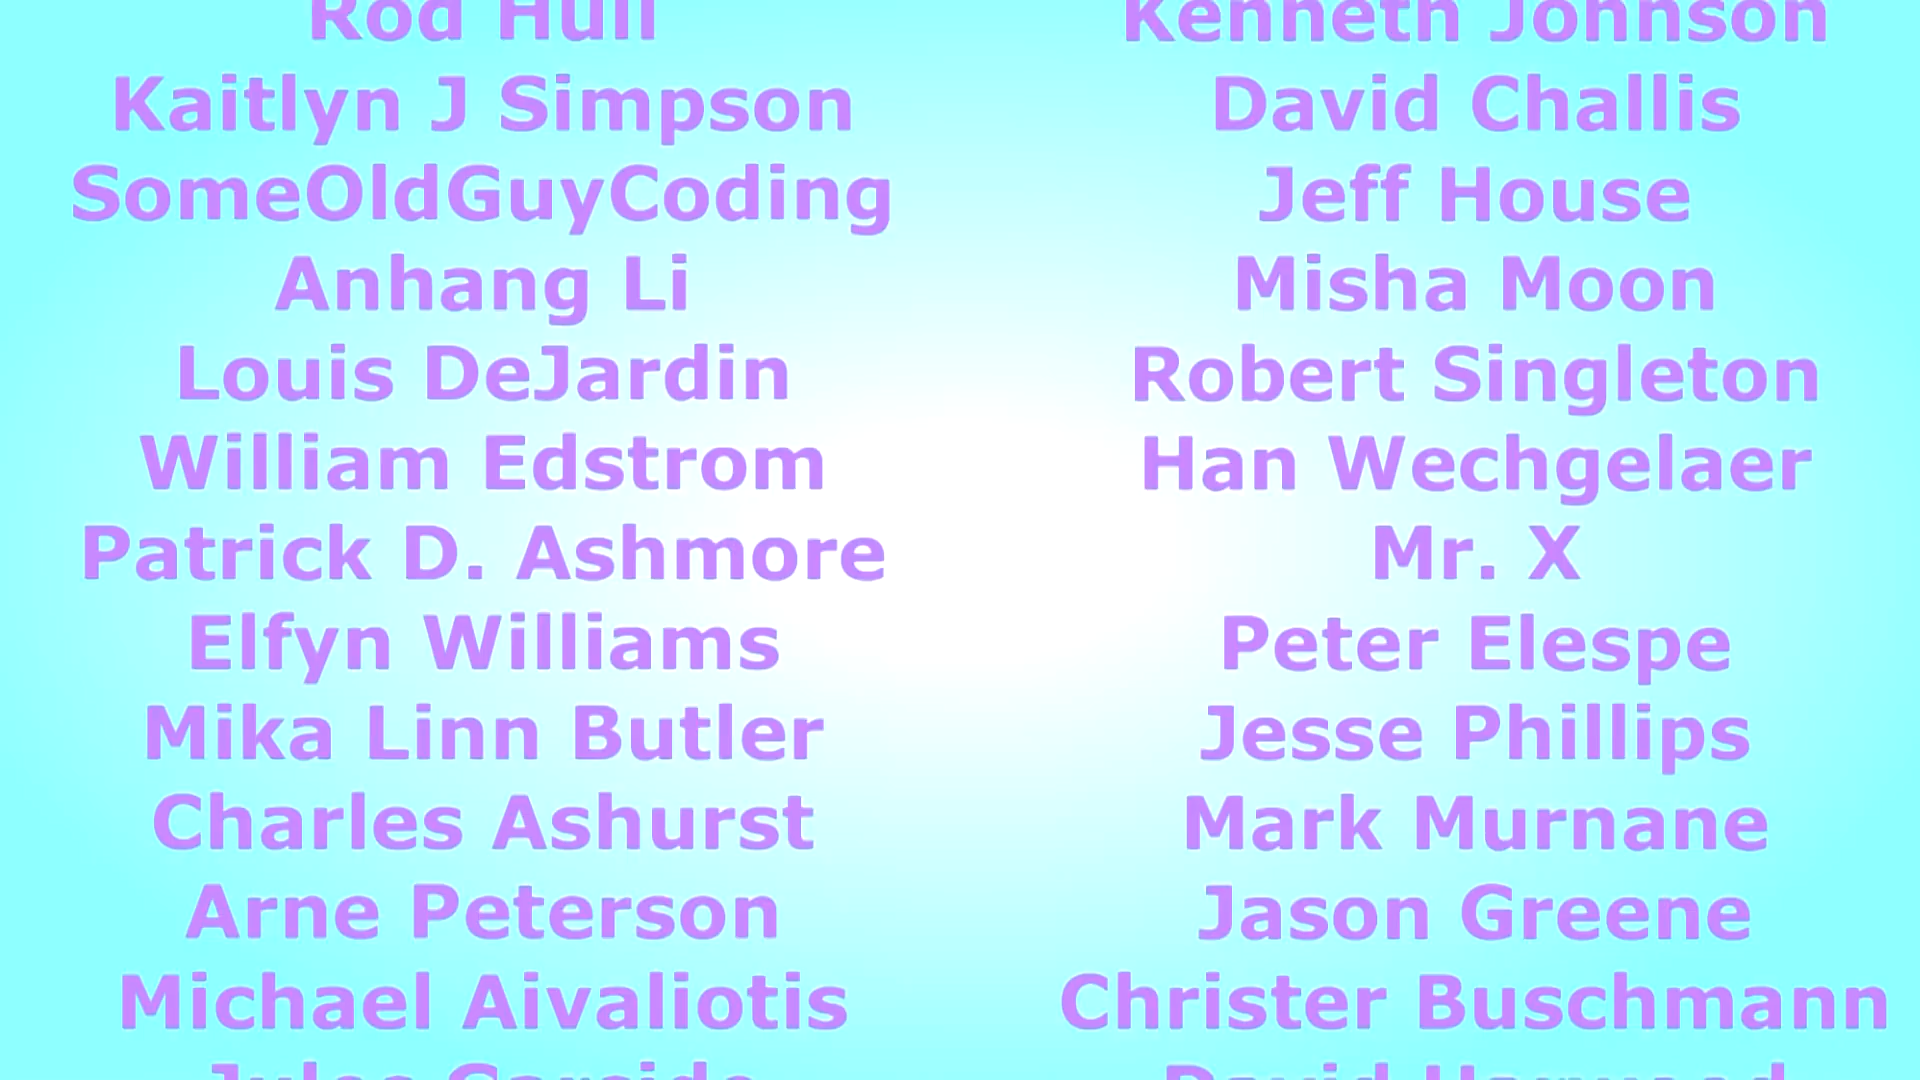 Rod Hull
Kenneth Johnson
Kaitlyn J Simpson
David Challis
SomeOldGuyCoding
Jeff House
Anhang Li
Misha Moon
Louis DeJardin
Robert Singleton
William Edstrom
Han Wechgelaer
Patrick D. Ashmore
Mr. X
Elfyn Williams
Peter Elespe
Mika Linn Butler
Jesse Phillips
Charles Ashurst
Mark Murnane
Arne Peterson
Jason Greene
Michael Aivaliotis
Christer Buschmann
David